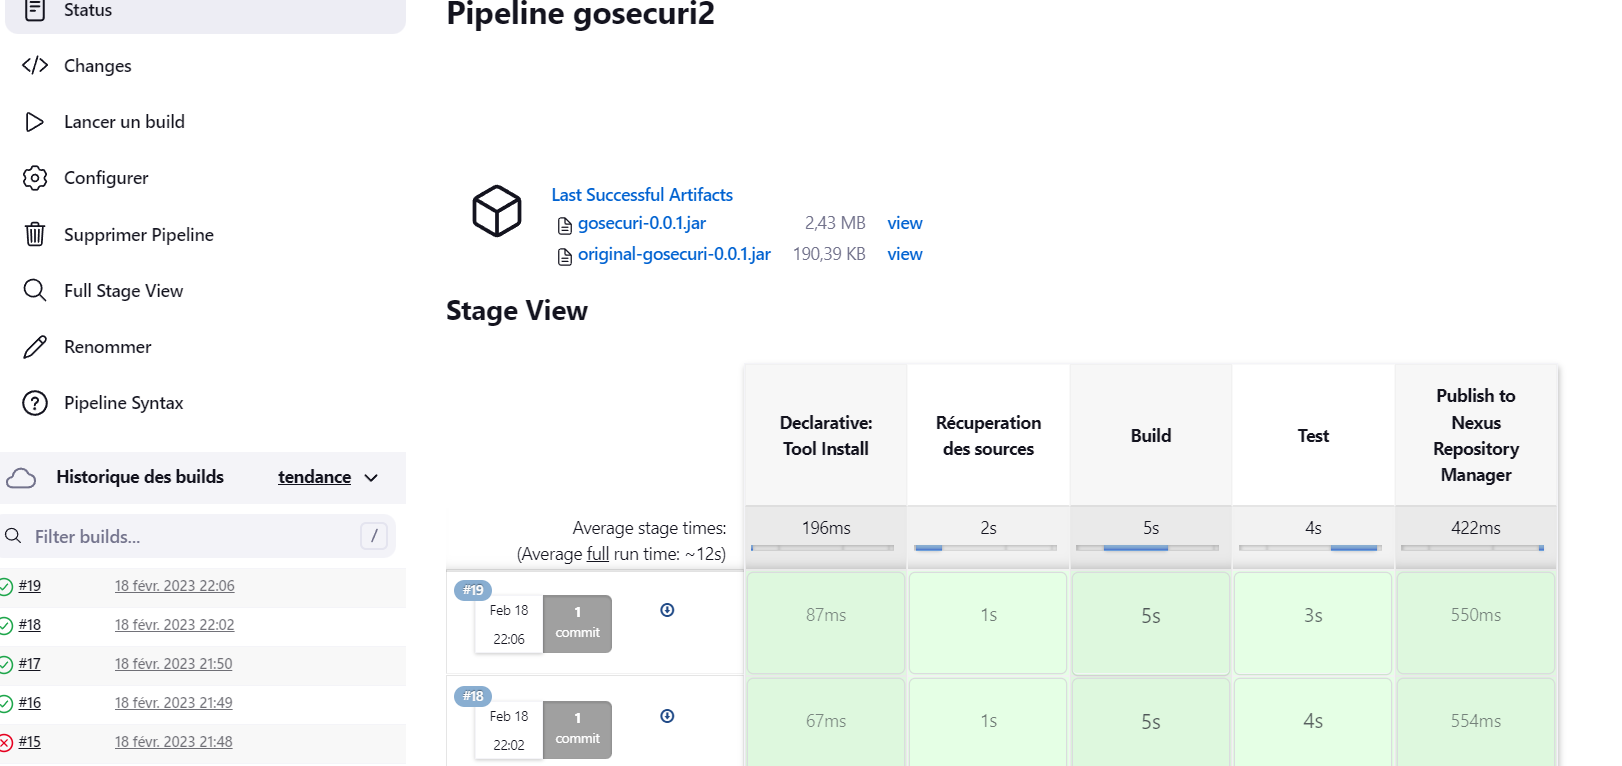 Status
Changes
Lancer un build
Configurer
Supprimer Pipeline
Full Stage View
Renommer
Pipeline Syntax
Historique des builds tendance
Filter builds... /
#19 18 févr. 2023 22:06
#18 18 févr. 2023 22:02
#17 18 févr. 2023 21:50
#16 18 févr. 2023 21:49
#15 18 févr. 2023 21:48
Pipeline gosecuri2
Last Successful Artifacts
gosecuri-0.0.1.jar 2,43 MB view
original-gosecuri-0.0.1.jar 190,39 KB view
Stage View
Declarative:
Tool Install
Récuperation
des sources
Build
Test
Publish to
Nexus
Repository
Manager
Average stage times:
(Average full run time: ~12s)
196ms 2s 5s 4s 422ms
#19
Feb 18
22:06
1
commit
87ms 1s 5s 3s 550ms
#18
Feb 18
22:02
1
commit
67ms 1s 5s 4s 554ms